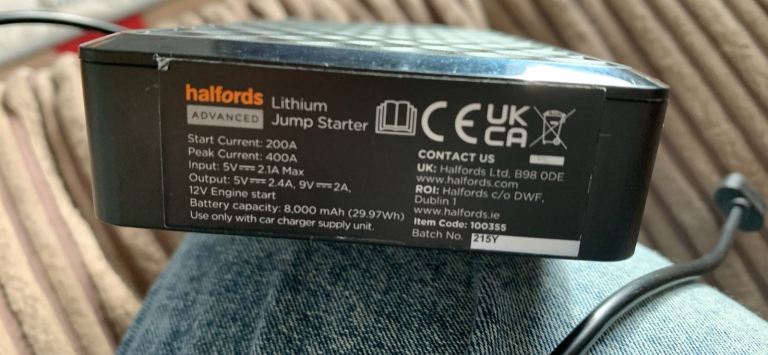 halfords
ADVANCED
Lithium
Jump Starter
CE UK
CA
Start Current: 200A
Peak Current: 400A
Input: 5V⎓2.1A Max
Output: 5V⎓2.4A, 9V⎓2A,
12V Engine start
Battery capacity: 8,000 mAh (29.97Wh)
Use only with car charger supply unit.
CONTACT US
UK: Halfords Ltd, B98 0DE
www.halfords.com
ROI: Halfords c/o DWF,
Dublin 1
www.halfords.ie
Item Code: 100355
Batch No. 215Y